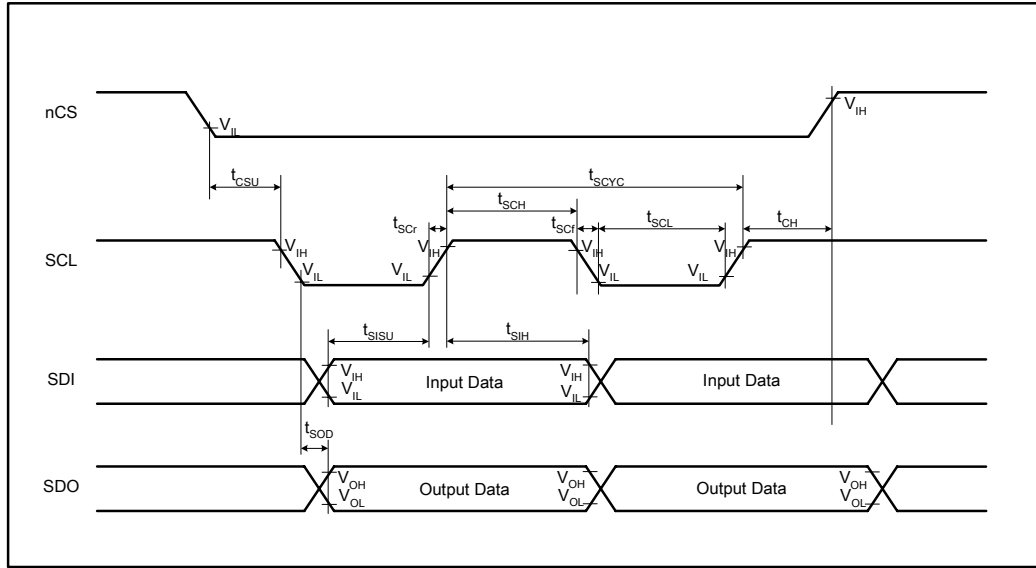 nCS
V_IL
V_IH
t_CSU
t_SCYC
t_SCH
t_SCr
t_SCf
t_SCL
t_CH
SCL
V_IH
V_IL
V_IL
V_IH
V_IH
V_IL
V_IL
V_IH
t_SISU
t_SIH
SDI
V_IH
V_IL
Input Data
V_IH
V_IL
Input Data
t_SOD
SDO
V_OH
V_OL
Output Data
V_OH
V_OL
Output Data
V_OH
V_OL